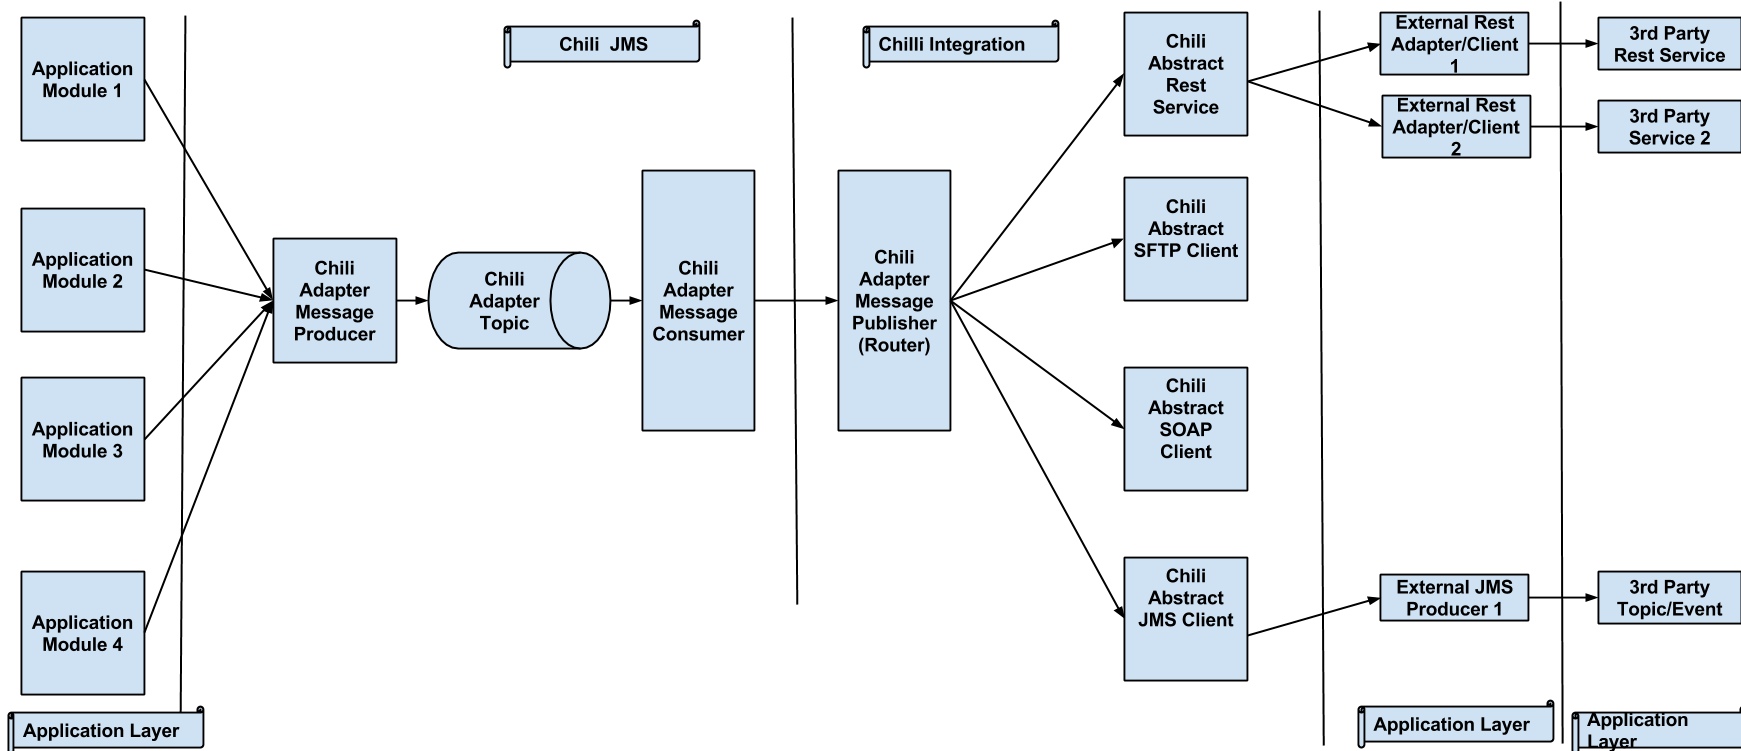 Application
Module 1
Application
Module 2
Application
Module 3
Application
Module 4
Application Layer
Chili  JMS
Chili
Adapter
Message
Producer
Chili
Adapter
Topic
Chili
Adapter
Message
Consumer
Chilli Integration
Chili
Adapter
Message
Publisher
(Router)
Chili
Abstract
Rest
Service
Chili
Abstract
SFTP Client
Chili
Abstract
SOAP
Client
Chili
Abstract
JMS Client
External Rest
Adapter/Client
1
External Rest
Adapter/Client
2
External JMS
Producer 1
Application Layer
3rd Party
Rest Service
3rd Party
Service 2
3rd Party
Topic/Event
Application
Layer